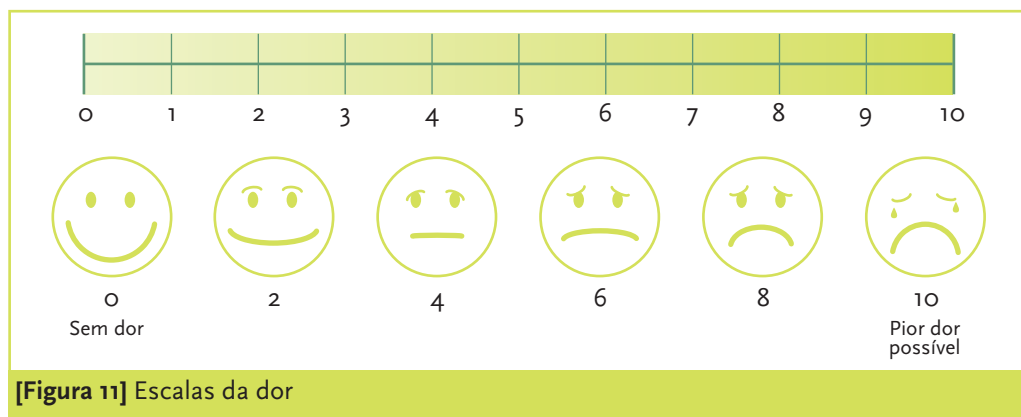 0 1 2 3 4 5 6 7 8 9 10
0 2 4 6 8 10
Sem dor Pior dor
possível
[Figura 11] Escalas da dor